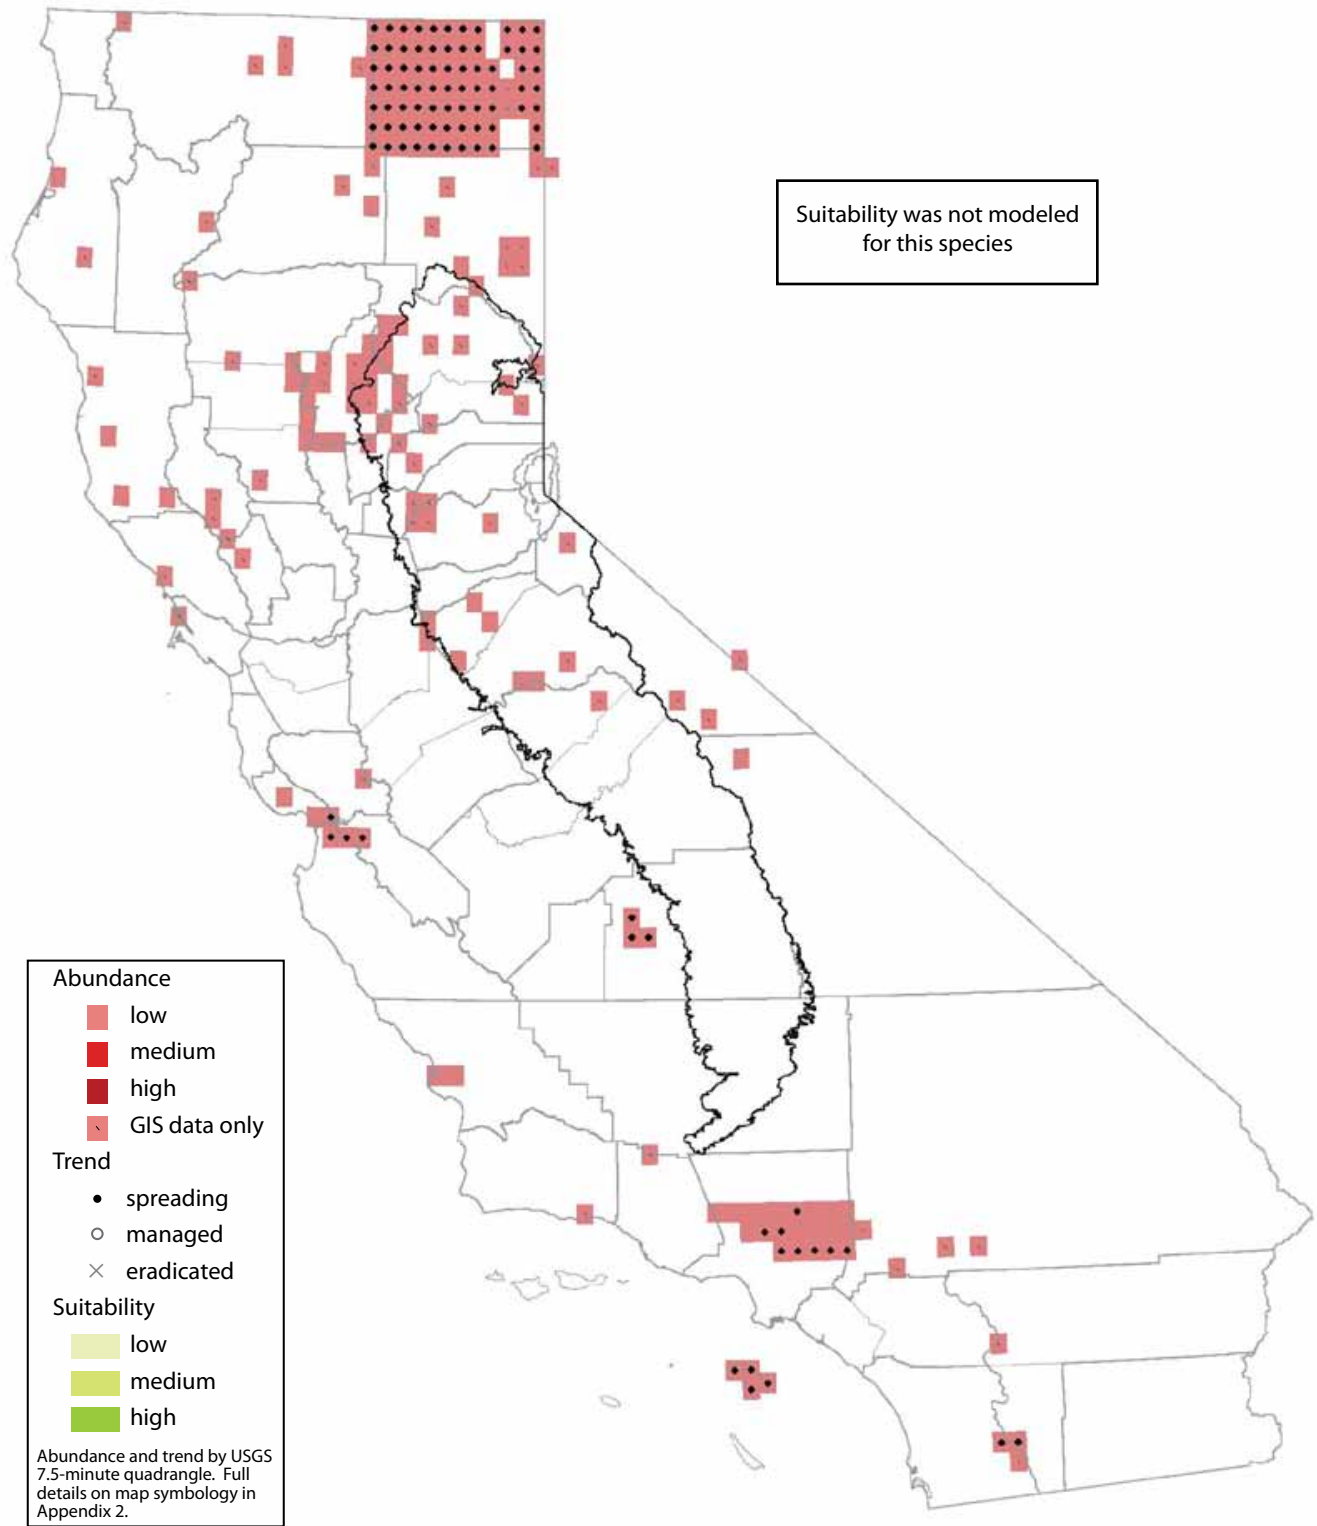 Suitability was not modeled
for this species
Abundance
low
medium
high
GIS data only
Trend
spreading
managed
eradicated
Suitability
low
medium
high
Abundance and trend by USGS
7.5-minute quadrangle. Full
details on map symbology in
Appendix 2.